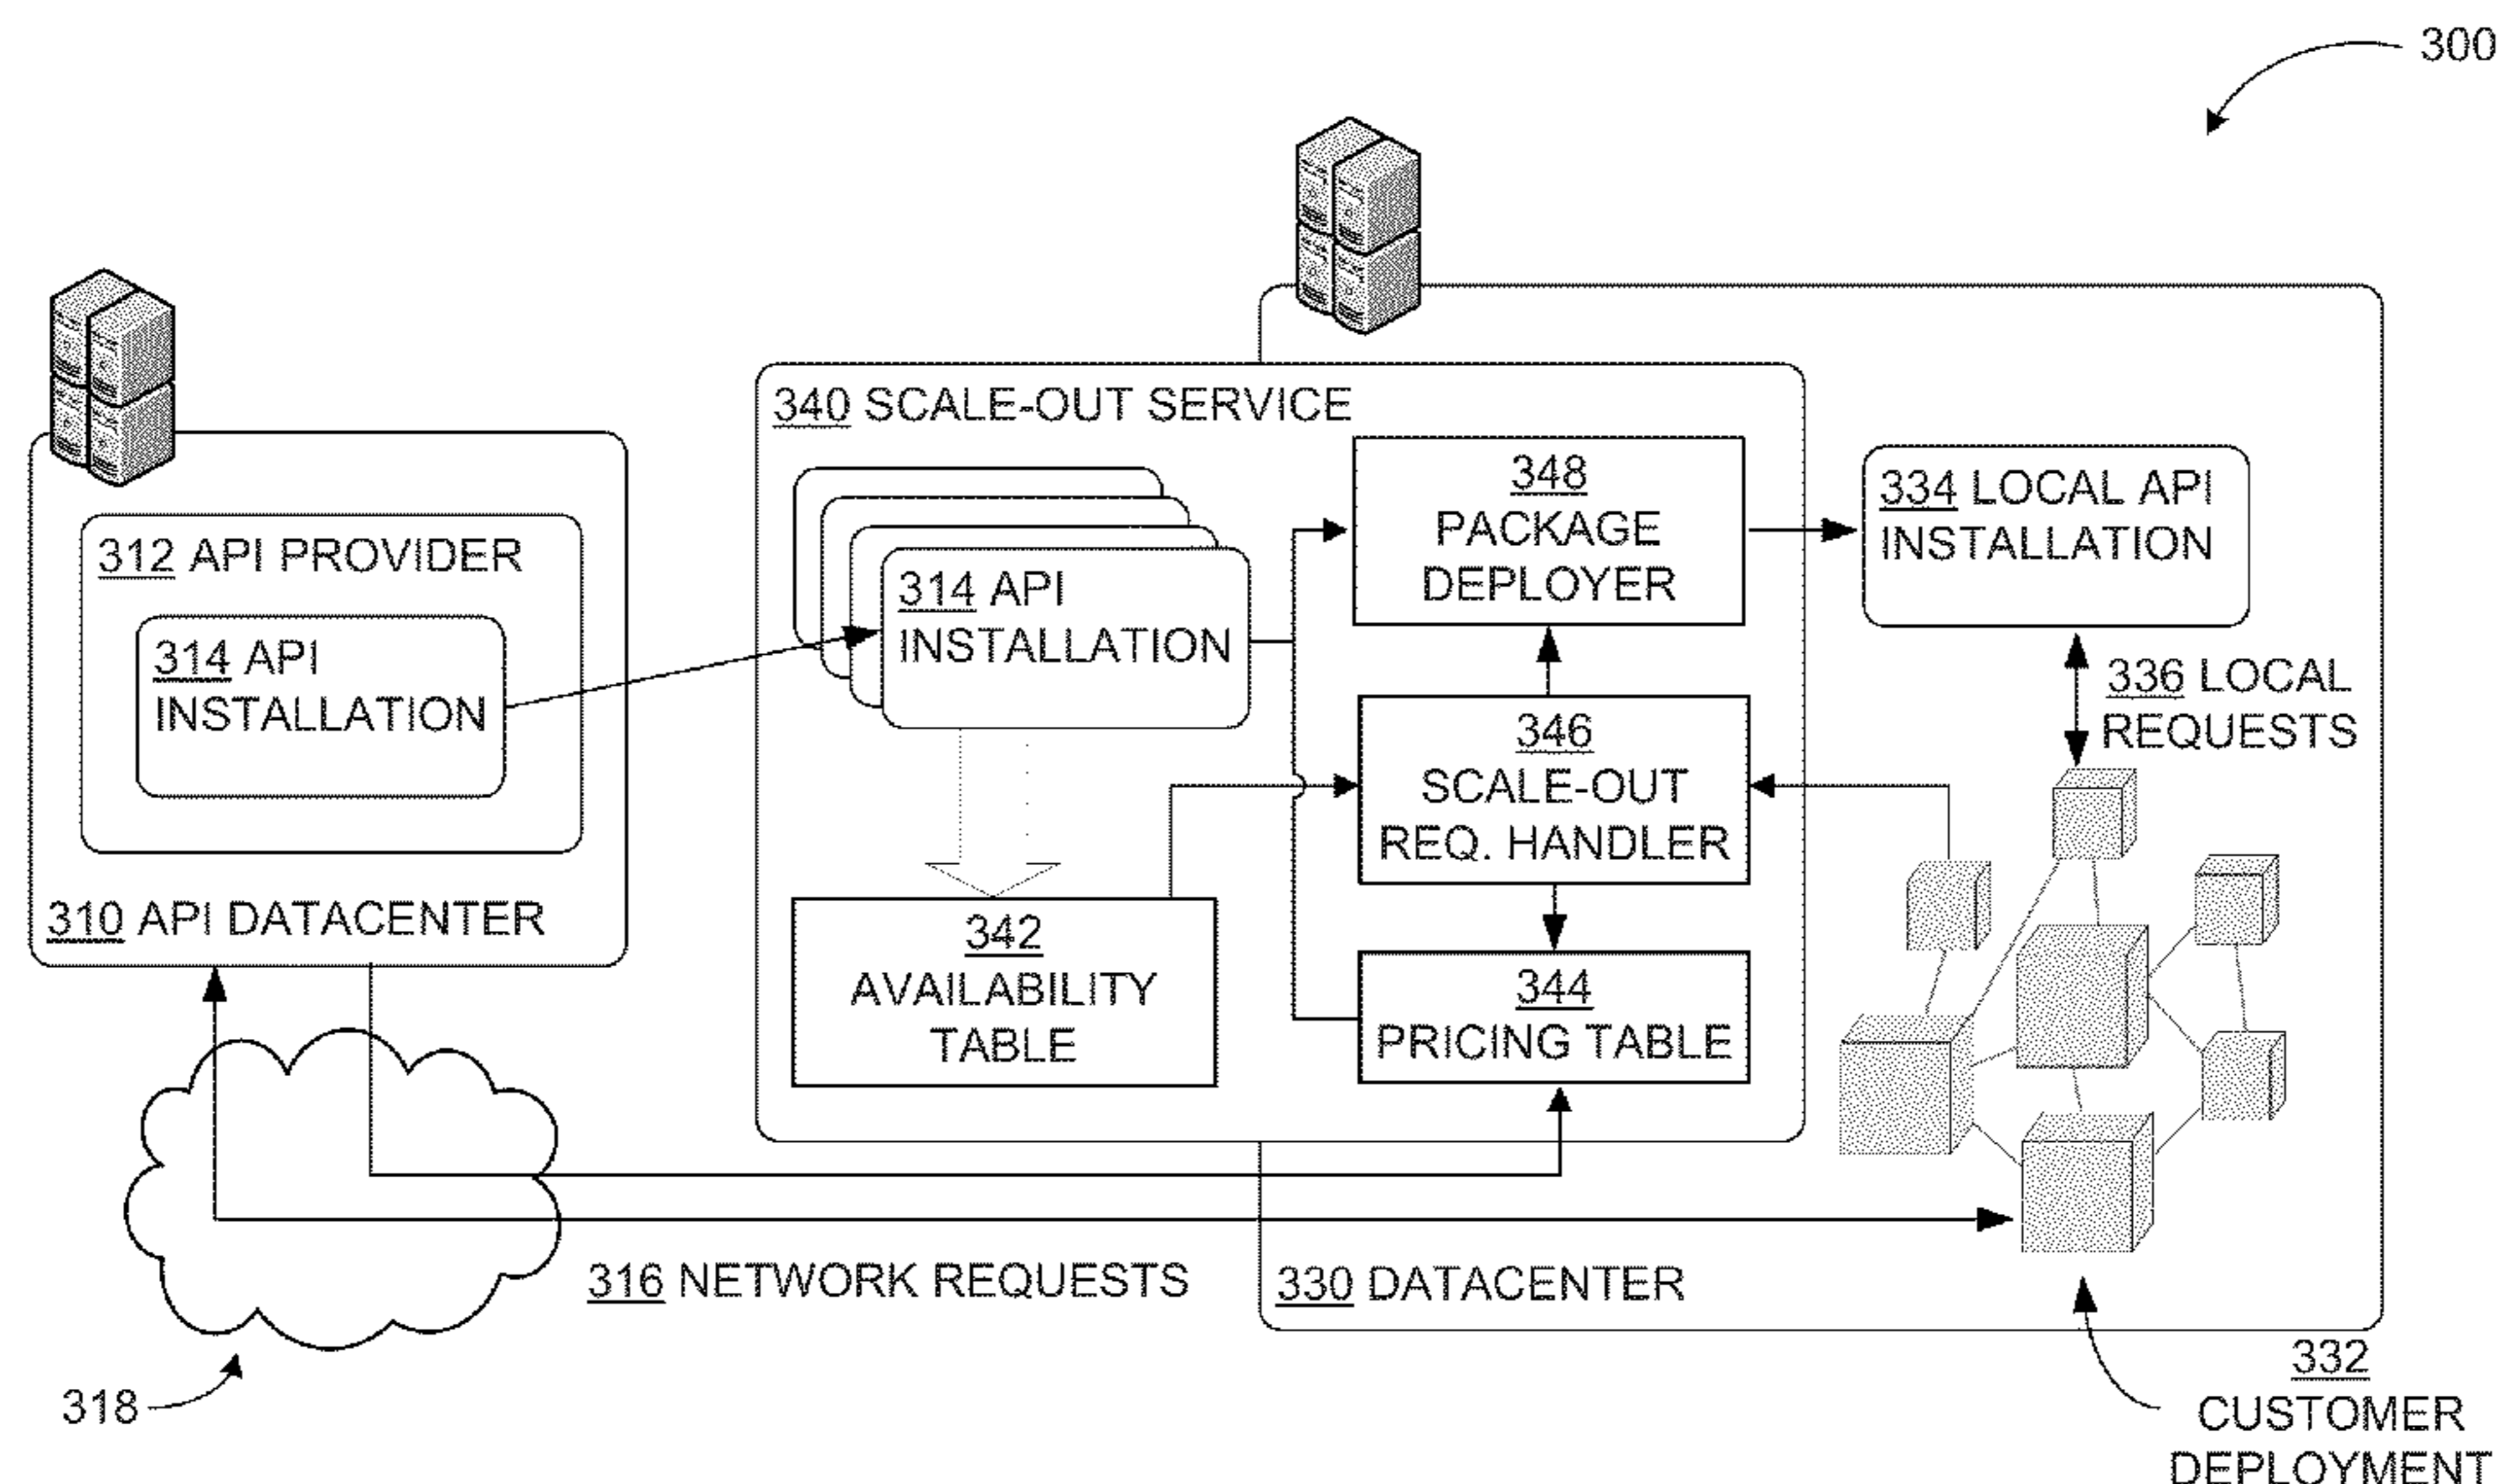 300
340 SCALE-OUT SERVICE
348
PACKAGE
DEPLOYER
334 LOCAL API
INSTALLATION
312 API PROVIDER
314 API
INSTALLATION
314 API
INSTALLATION
336 LOCAL
REQUESTS
346
SCALE-OUT
REQ. HANDLER
310 API DATACENTER
342
AVAILABILITY
TABLE
344
PRICING TABLE
316 NETWORK REQUESTS
330 DATACENTER
318
332
CUSTOMER
DEPLOYMENT